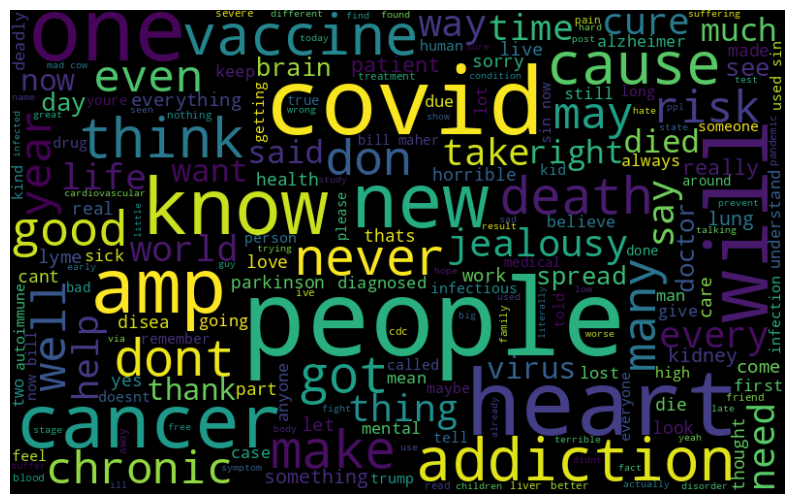 severe different find found pain suffering
deadly one vaccine way time cure much
today human hard post cure
mad cow condition treatment
keep patient live alzheimer made
now even brain sorry cause see
name youre getting covid due still long test
day everything lot may risk used sin
great seen nothing true wrong show hate ppl
drug think said bill maher sin now someone
infected don take right died always state pandemic
kind year life want horrible kid really
cardiovascular health study believe around
real little please know new death say lung prevent
good person thats result sad done talking
lyme world trying never jealousy doctor understand
sick guy love medical man infection
cant early amp parkinson diagnosed work spread
bad hope ive infectious used told low give care
disea going cdc people big many will
well help via remember family literally worse every
two autoimmune now bill dont yes part called lost high kidney come
doesnt anyone got mean virus everyone die first
thank maybe friend
cancer thing heart look late
stage free fight mental already need
away let body tell terrible yeah
feel make case use didnt thought
suffer chronic something trump addiction fact
blood symptom ill read children liver better actually disorder